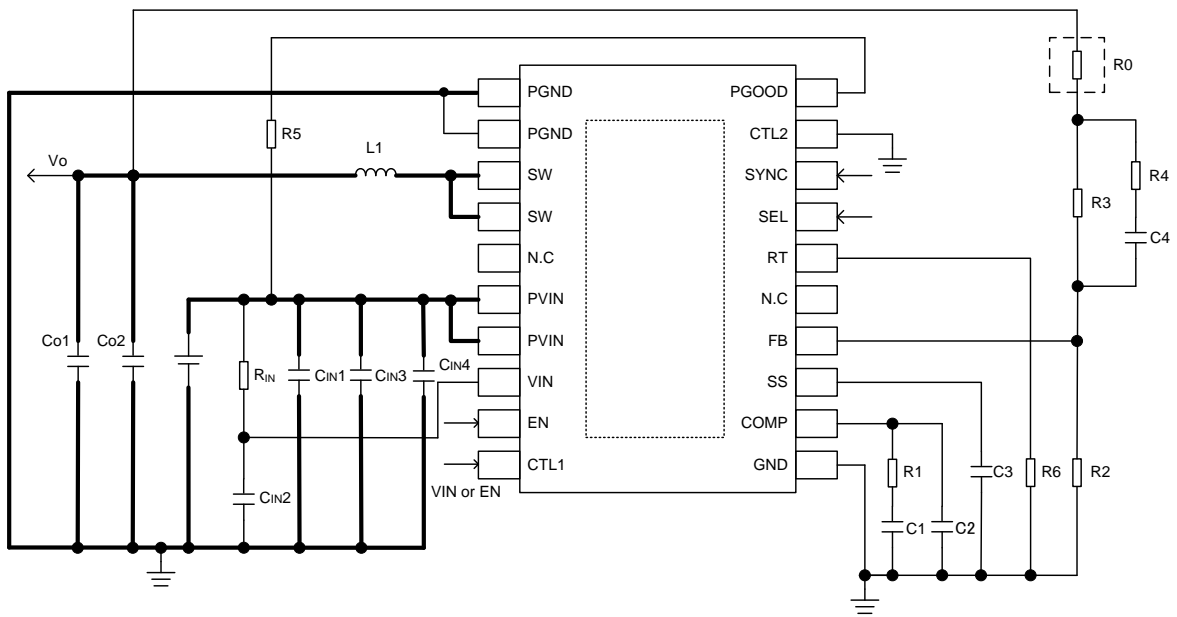 R0
PGND
PGOOD
R5
PGND
CTL2
Vo
L1
SW
SYNC
R4
R3
SW
SEL
C4
N.C
RT
PVIN
N.C
Co1
Co2
PVIN
FB
RIN
CIN1
CIN3
CIN4
VIN
SS
EN
COMP
CTL1
GND
R1
C3
R6
R2
VIN or EN
CIN2
C1
C2